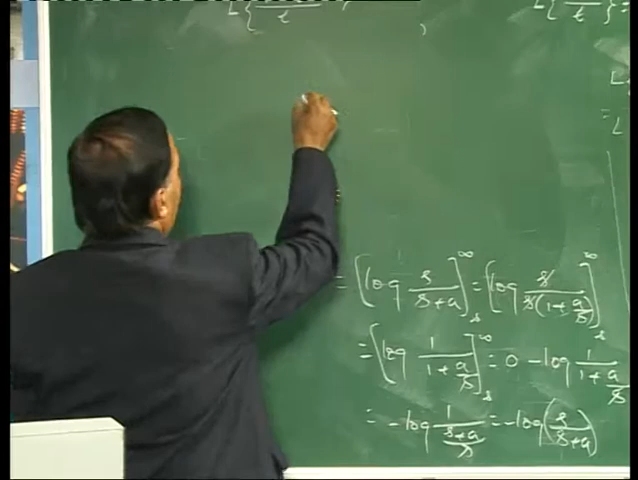 L{ / t }
L{ / t } =
= [log s/(s+a)]_s^∞ = [log s/(s(1+a/s))]_s^∞
= [log 1/(1+a/s)]_s^∞ = 0 - log 1/(1+a/s)
= -log 1/((s+a)/s) = -log(s/(s+a))